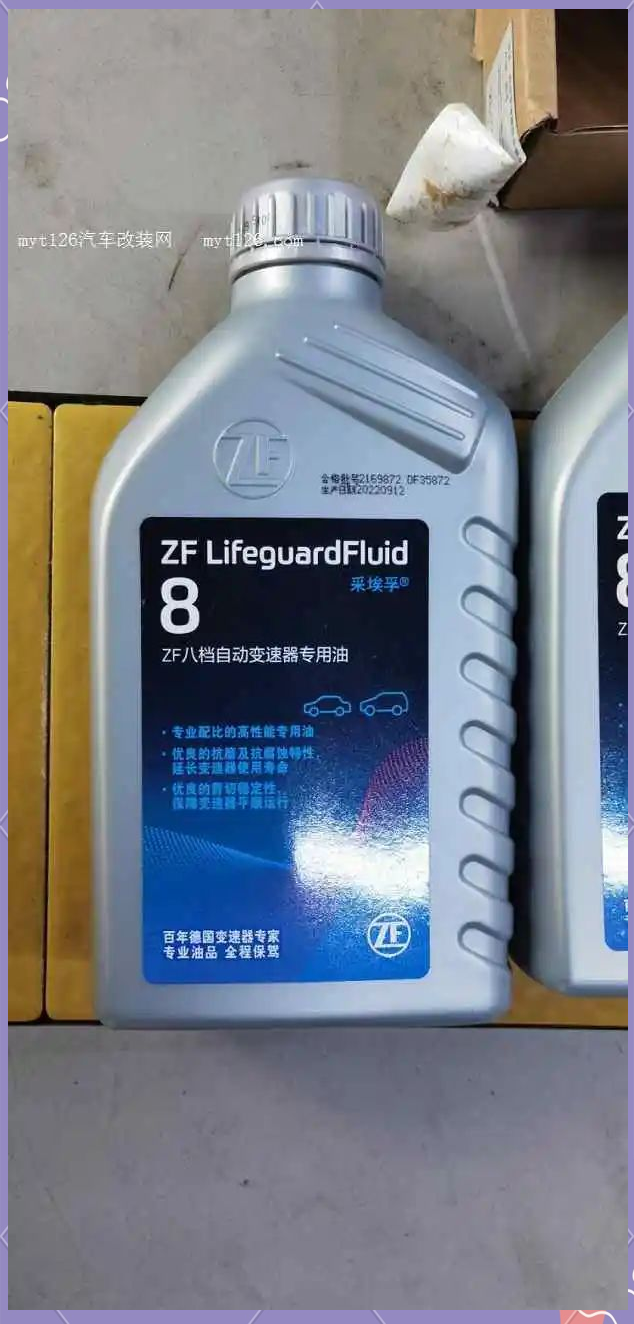 myt126汽车改装网 myt126.com
ZF
合格批号2169872 DF35872
生产日期20220912
ZF LifeguardFluid
采埃孚®
8
ZF八档自动变速器专用油
· 专业配比的高性能专用油
· 优良的抗磨及抗腐蚀特性,
延长变速器使用寿命
· 优良的剪切稳定性,
保障变速器平顺运行
百年德国变速器专家
专业油品 全程保驾
ZF